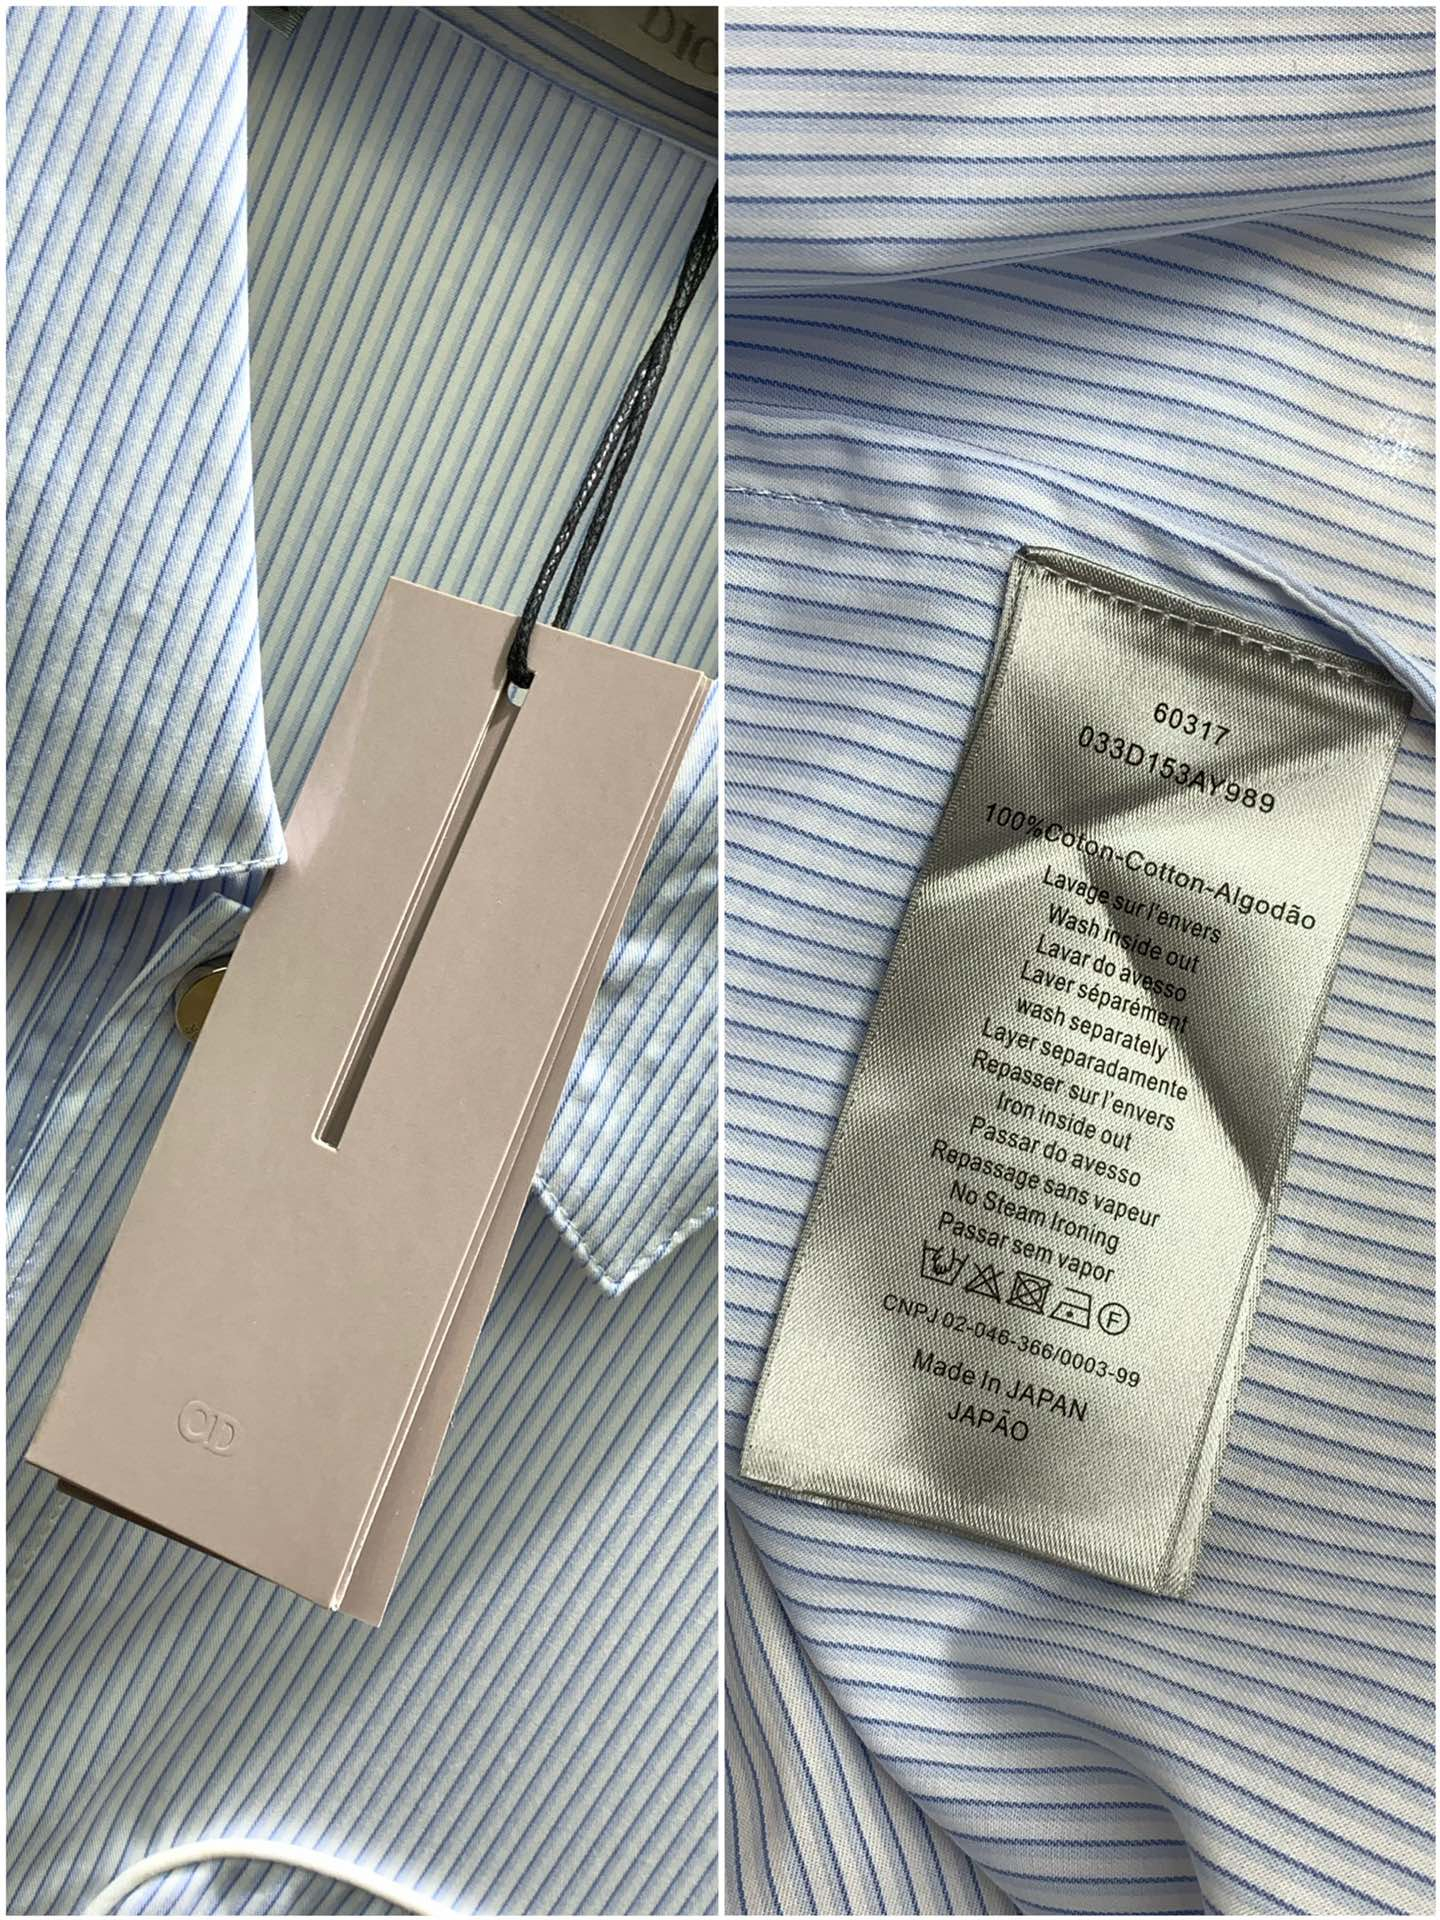 DIO
CD
60317
033D153AY989
100%Coton-Cotton-Algodão
Lavage sur l'envers
Wash inside out
Lavar do avesso
Laver séparément
wash separately
Layer separadamente
Repasser sur l'envers
Iron inside out
Passar do avesso
Repassage sans vapeur
No Steam Ironing
Passar sem vapor
F
CNPJ 02-046-366/0003-99
Made In JAPAN
JAPÃO